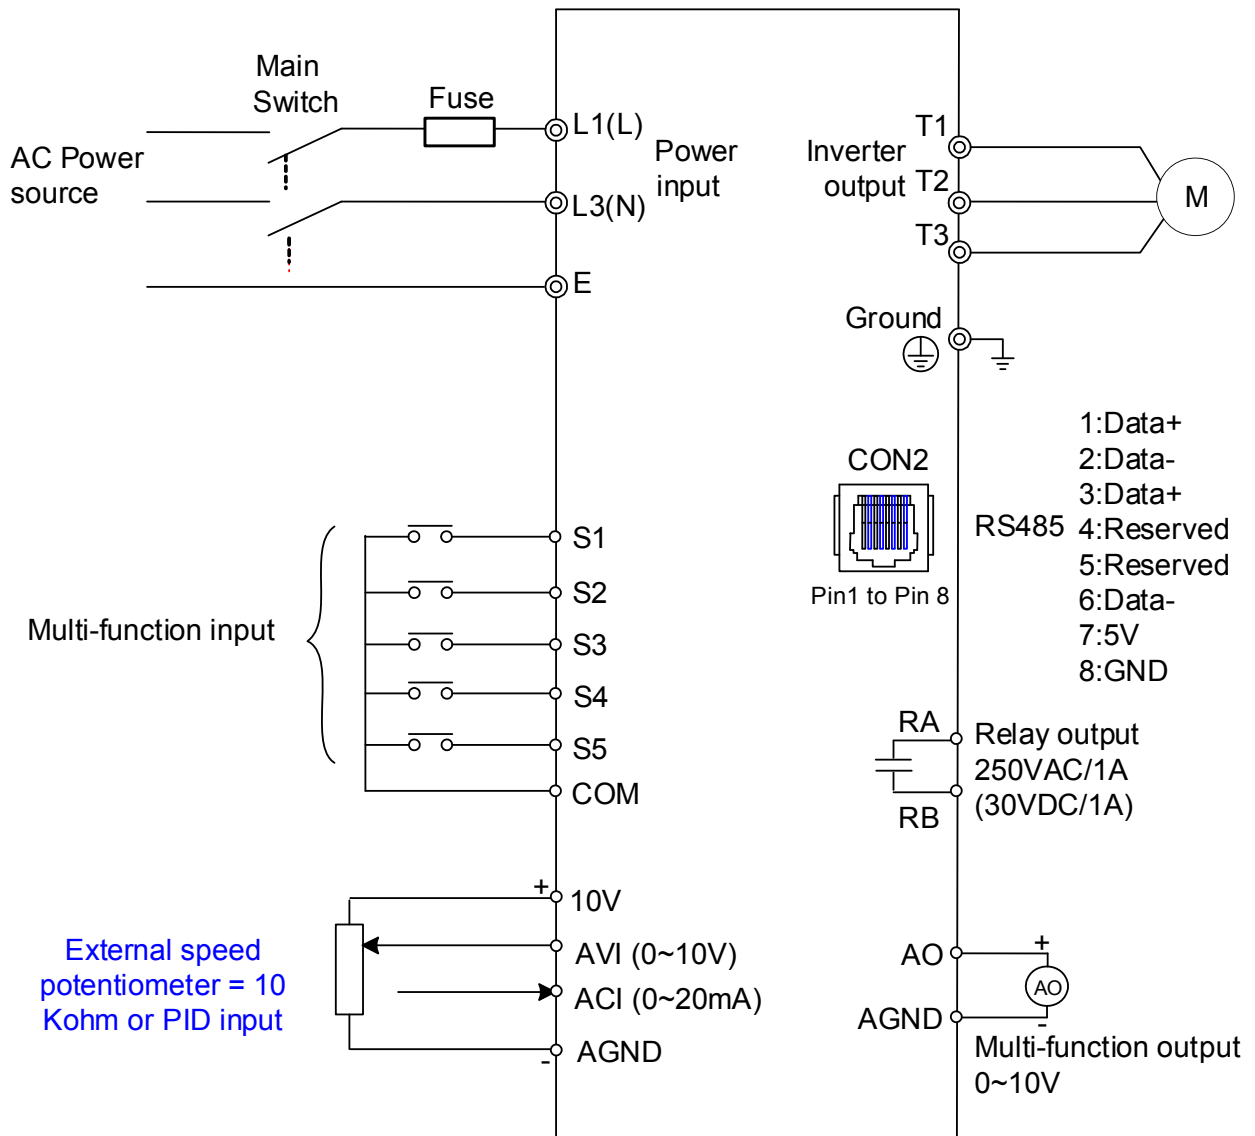 Main
Switch
Fuse
AC Power
source
L1(L)
L3(N)
E
Power
input
Inverter
output
T1
T2
T3
M
Ground
CON2
Pin1 to Pin 8
RS485
1:Data+
2:Data-
3:Data+
4:Reserved
5:Reserved
6:Data-
7:5V
8:GND
Multi-function input
S1
S2
S3
S4
S5
COM
RA
RB
Relay output
250VAC/1A
(30VDC/1A)
External speed
potentiometer = 10
Kohm or PID input
+
10V
AVI (0~10V)
ACI (0~20mA)
-
AGND
AO
AGND
+
AO
-
Multi-function output
0~10V